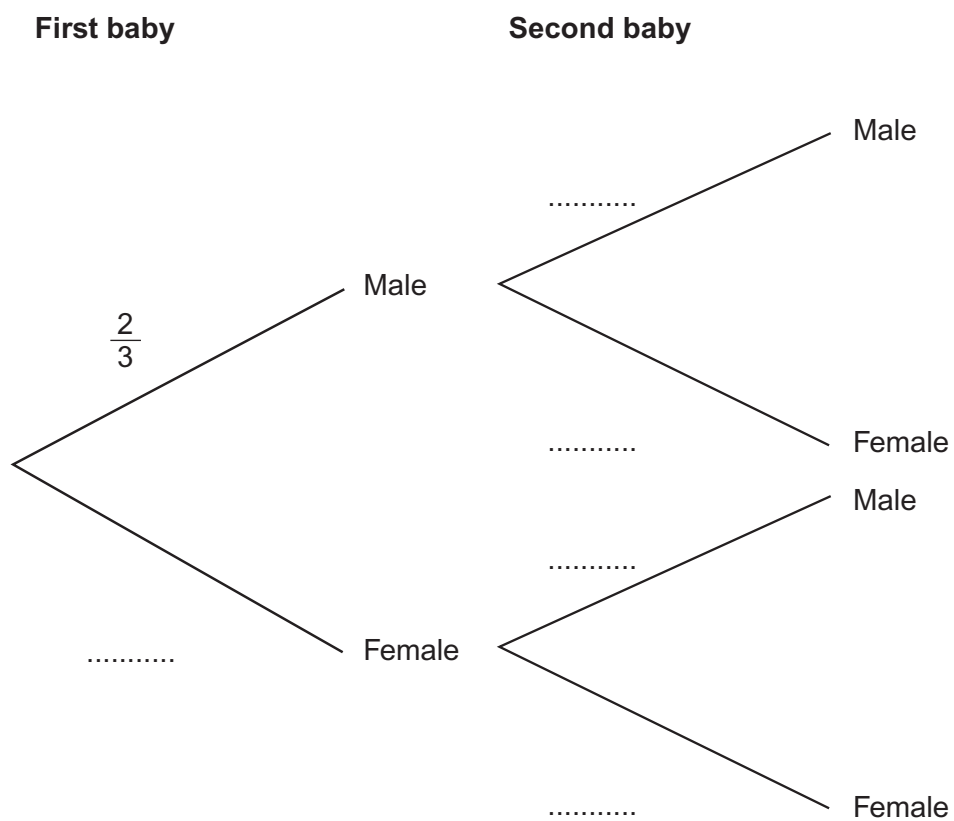 First baby
Second baby
Male
...........
Male
2
3
Female
...........
Male
...........
Female
...........
Female
...........